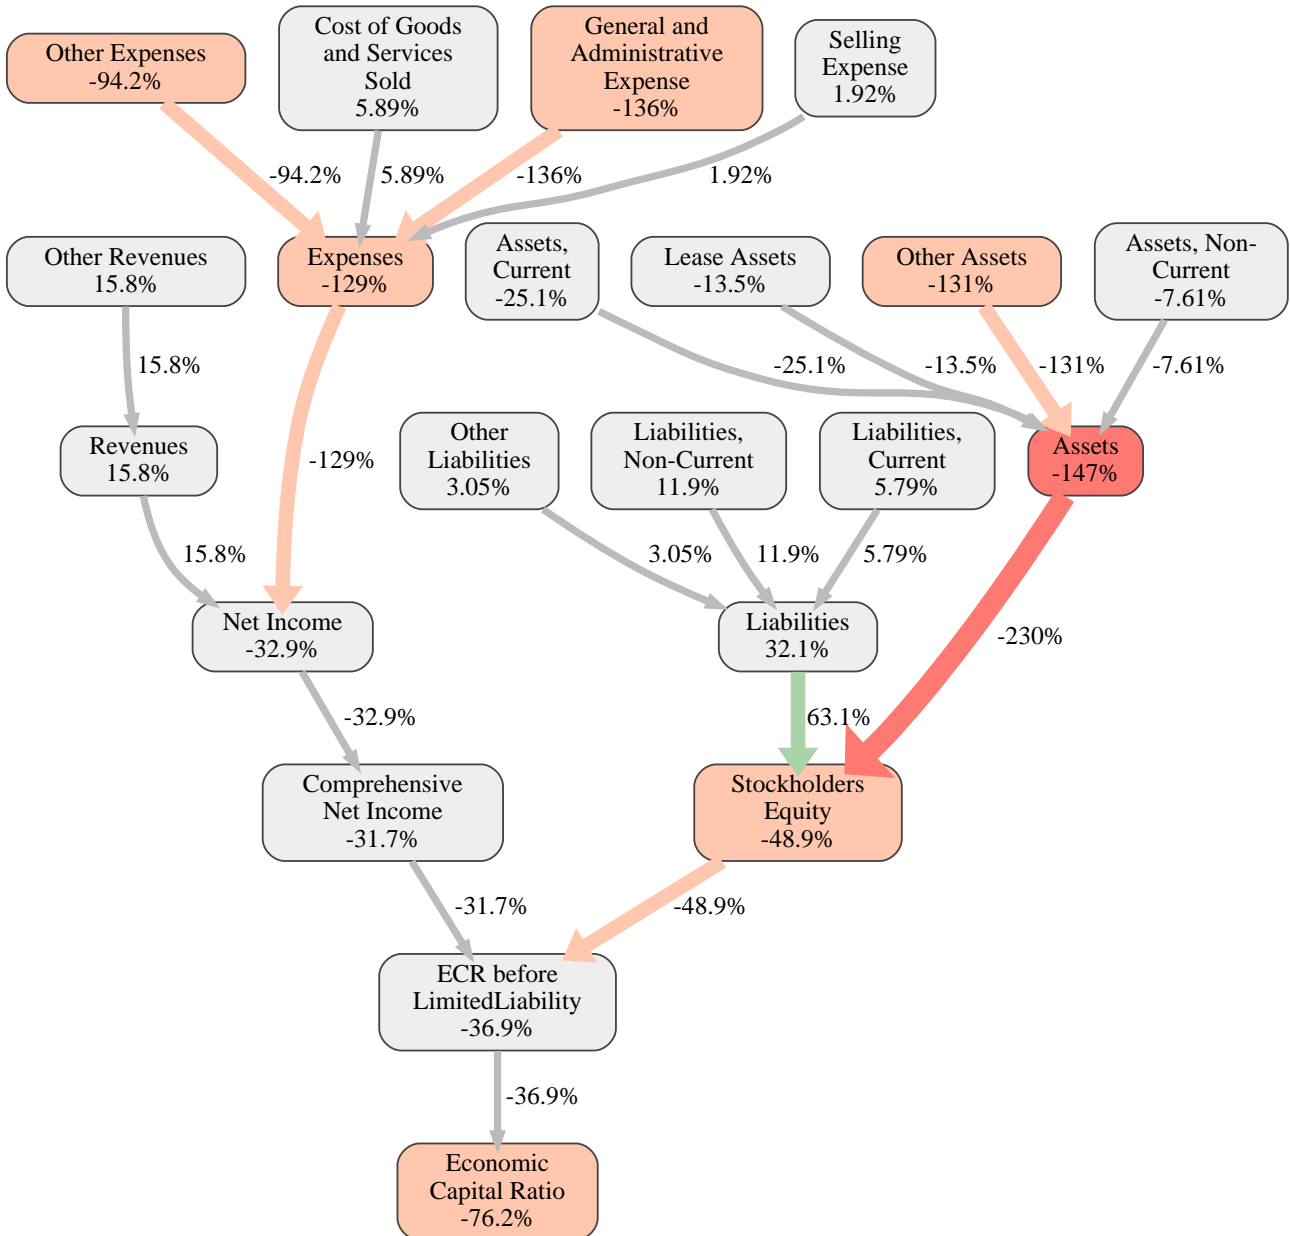 Other Expenses
-94.2%
Cost of Goods
and Services
Sold
5.89%
General and
Administrative
Expense
-136%
Selling
Expense
1.92%
-94.2%
5.89%
-136%
1.92%
Other Revenues
15.8%
Expenses
-129%
Assets,
Current
-25.1%
Lease Assets
-13.5%
Other Assets
-131%
Assets, Non-
Current
-7.61%
15.8%
-25.1%
-13.5%
-131%
-7.61%
Revenues
15.8%
-129%
Other
Liabilities
3.05%
Liabilities,
Non-Current
11.9%
Liabilities,
Current
5.79%
Assets
-147%
15.8%
3.05%
11.9%
5.79%
Net Income
-32.9%
Liabilities
32.1%
-230%
-32.9%
63.1%
Comprehensive
Net Income
-31.7%
Stockholders
Equity
-48.9%
-31.7%
-48.9%
ECR before
LimitedLiability
-36.9%
-36.9%
Economic
Capital Ratio
-76.2%